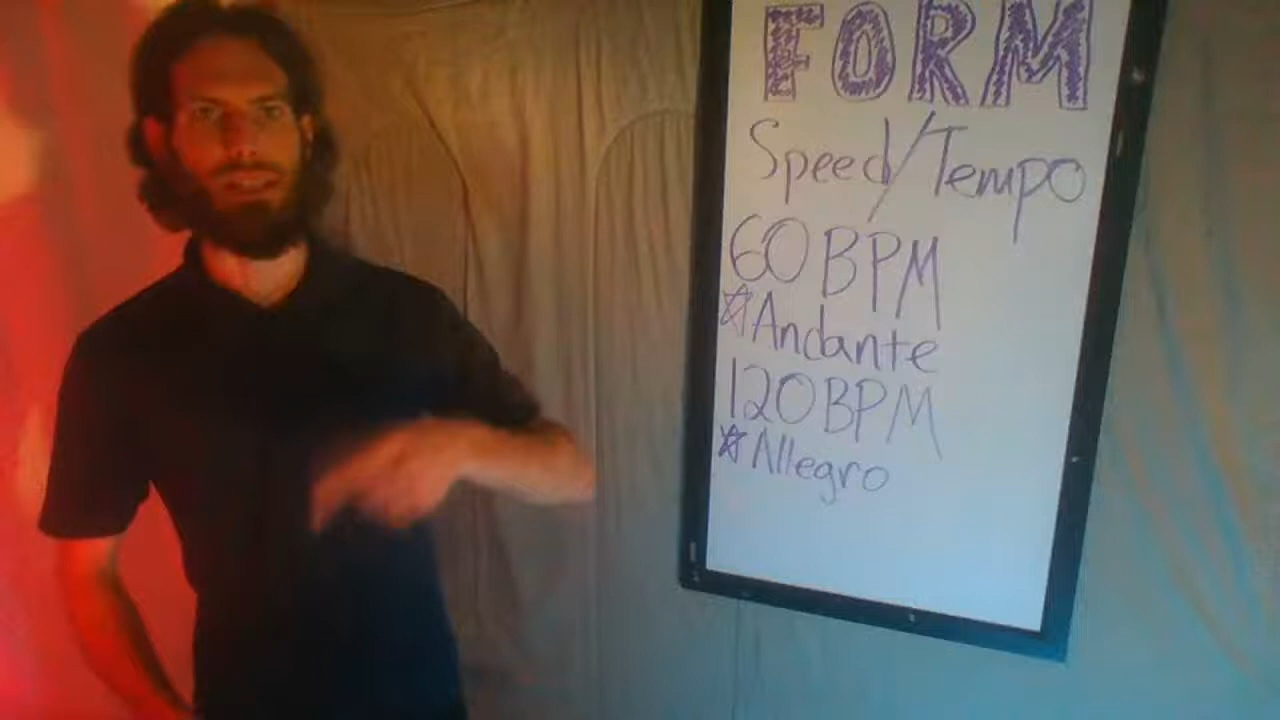 FORM
Speed/Tempo
60 BPM
☆Andante
120 BPM
☆Allegro